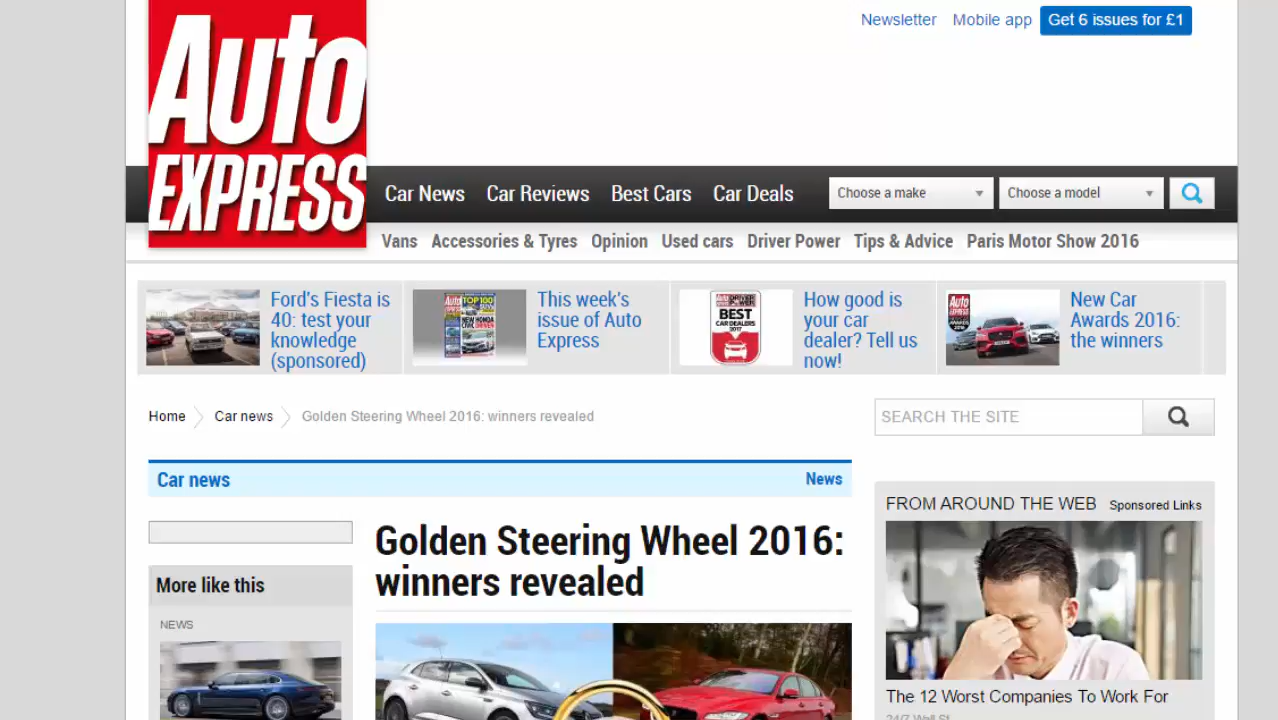 Newsletter Mobile app Get 6 issues for £1
Auto
EXPRESS
Car News Car Reviews Best Cars Car Deals Choose a make Choose a model
Vans Accessories & Tyres Opinion Used cars Driver Power Tips & Advice Paris Motor Show 2016
Ford's Fiesta is
40: test your
knowledge
(sponsored)
This week's
issue of Auto
Express
How good is
your car
dealer? Tell us
now!
New Car
Awards 2016:
the winners
Home Car news Golden Steering Wheel 2016: winners revealed
SEARCH THE SITE
Car news News
Golden Steering Wheel 2016:
winners revealed
More like this
NEWS
FROM AROUND THE WEB Sponsored Links
The 12 Worst Companies To Work For
24/7 Wall St.